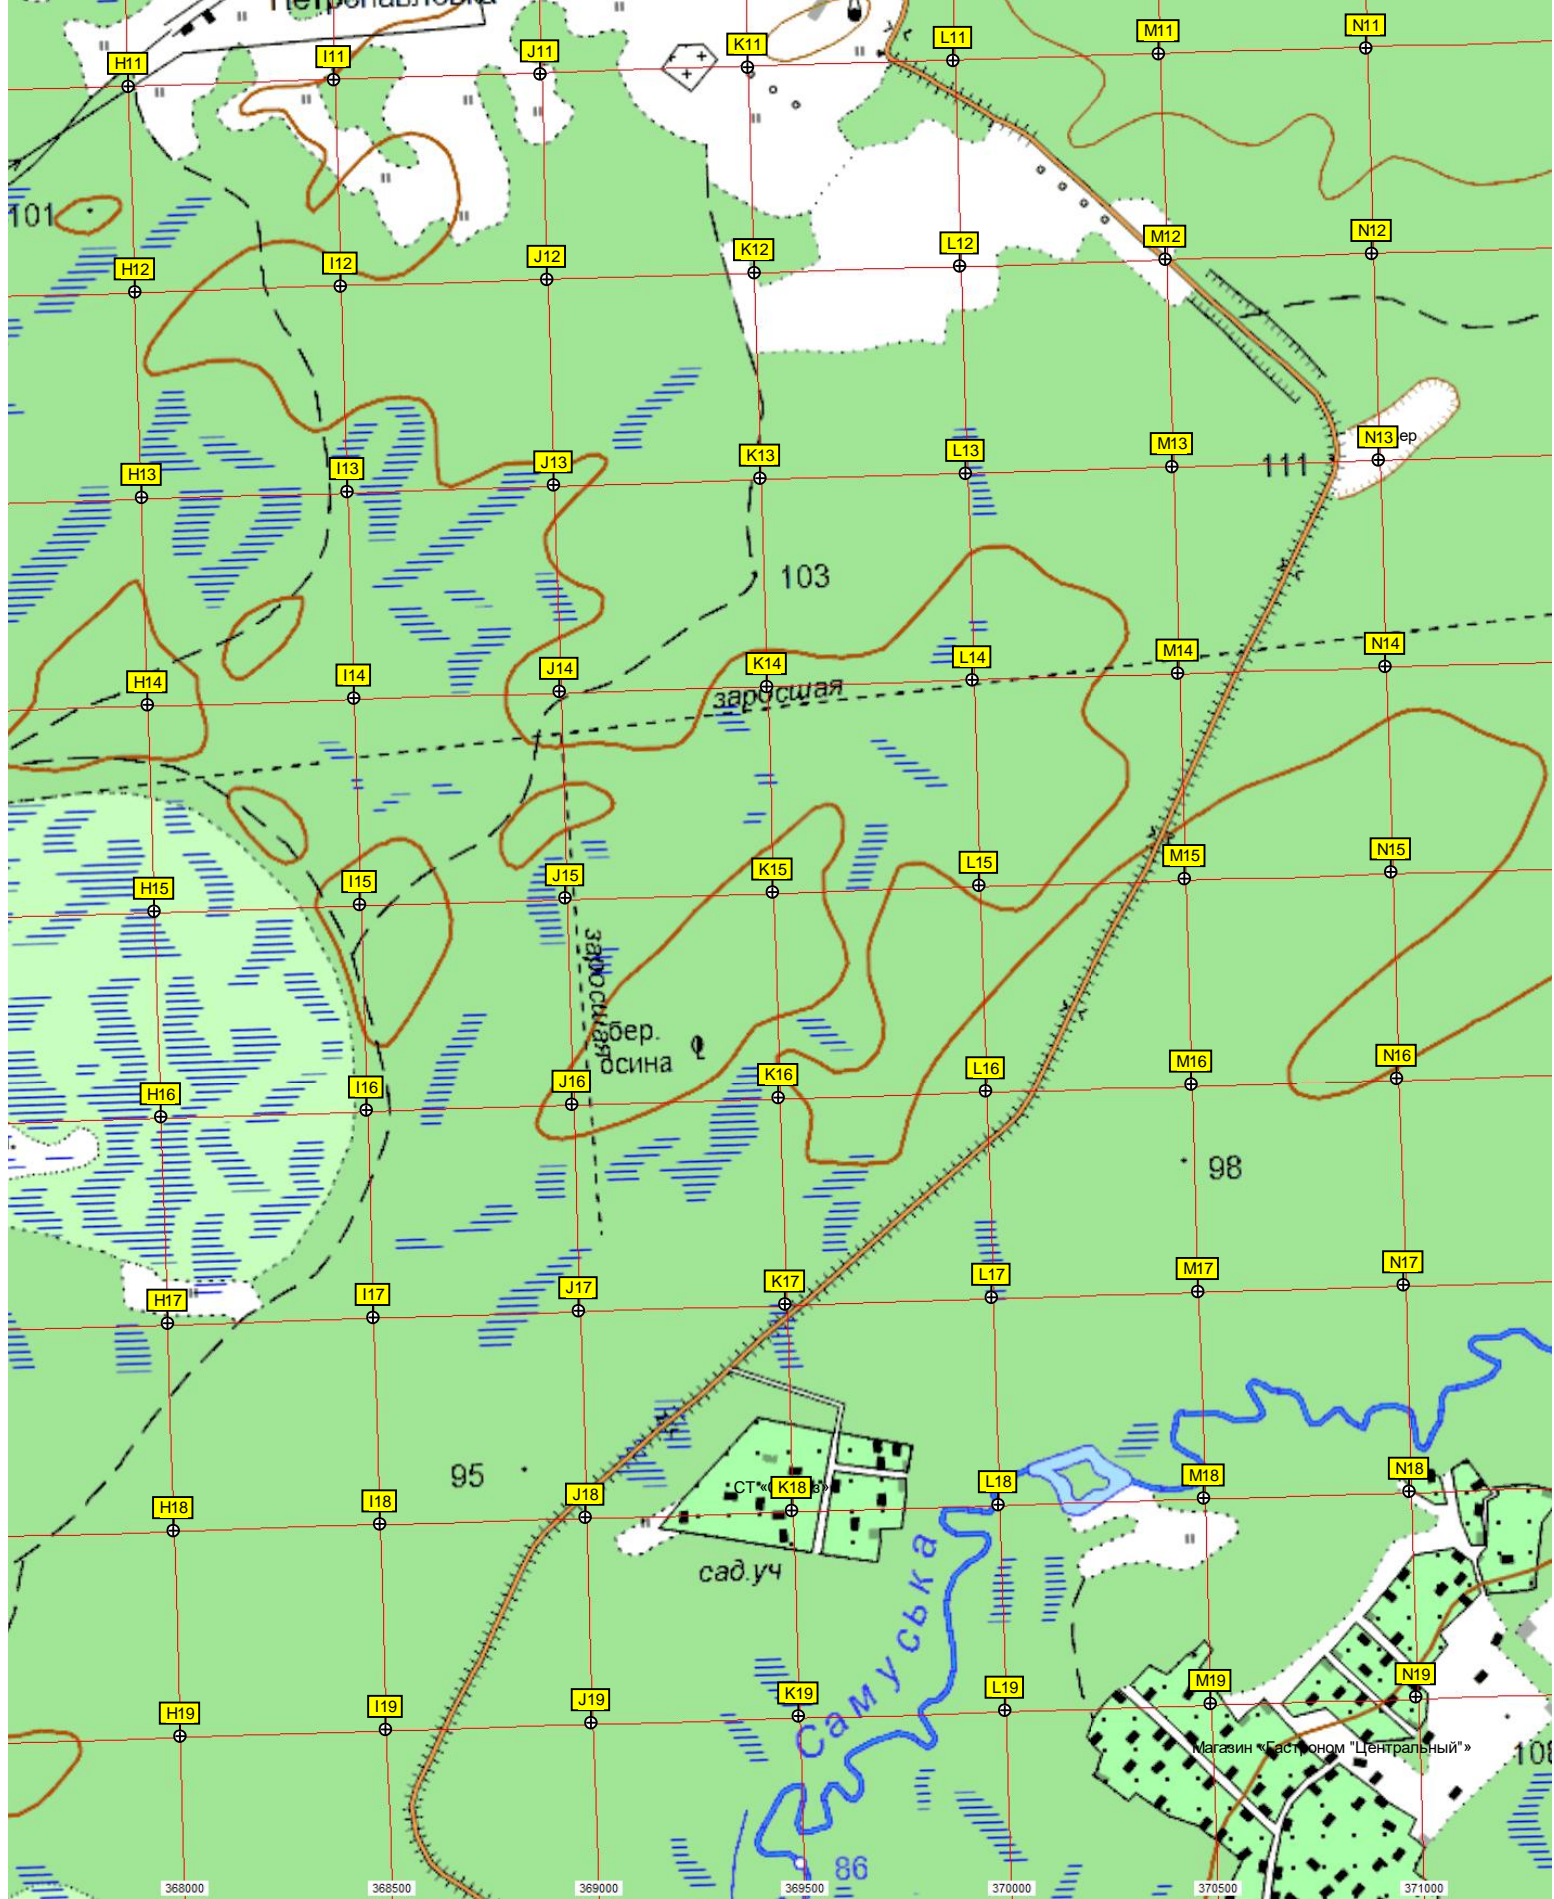 Петропавловка
H11 I11 J11 K11 L11 M11 N11
101
H12 I12 J12 K12 L12 M12 N12
H13 I13 J13 K13 L13 M13 N13 ер
111
103
H14 I14 J14 K14 L14 M14 N14
заросшая
H15 I15 J15 K15 L15 M15 N15
заросшая
бер.
осина
H16 I16 J16 K16 L16 M16 N16
98
H17 I17 J17 K17 L17 M17 N17
95
СТ
H18 I18 J18 K18 L18 M18 N18
сад.уч
Самуська
H19 I19 J19 K19 L19 M19 N19
Магазин «Гастроном "Центральный"»
108
86
368000 368500 369000 369500 370000 370500 371000